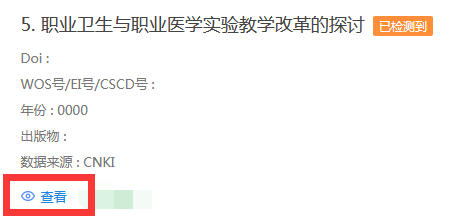 5. 职业卫生与职业医学实验教学改革的探讨 已检测到
Doi :
WOS号/EI号/CSCD号 :
年份 : 0000
出版物 :
数据来源 : CNKI
查看